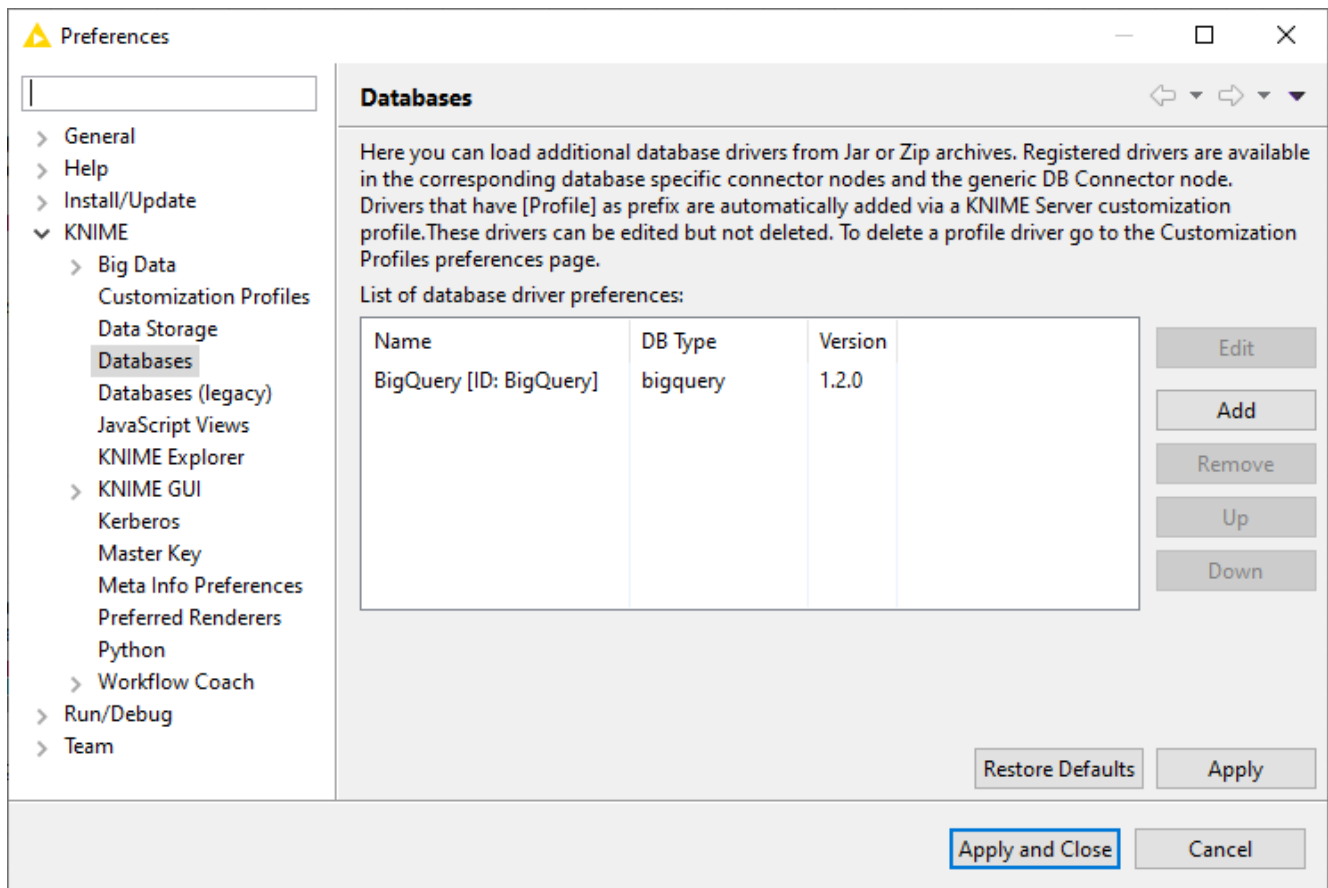 Preferences
General
Help
Install/Update
KNIME
Big Data
Customization Profiles
Data Storage
Databases
Databases (legacy)
JavaScript Views
KNIME Explorer
KNIME GUI
Kerberos
Master Key
Meta Info Preferences
Preferred Renderers
Python
Workflow Coach
Run/Debug
Team
Databases
Here you can load additional database drivers from Jar or Zip archives. Registered drivers are available
in the corresponding database specific connector nodes and the generic DB Connector node.
Drivers that have [Profile] as prefix are automatically added via a KNIME Server customization
profile.These drivers can be edited but not deleted. To delete a profile driver go to the Customization
Profiles preferences page.
List of database driver preferences:
Name DB Type Version
BigQuery [ID: BigQuery] bigquery 1.2.0
Edit
Add
Remove
Up
Down
Restore Defaults Apply
Apply and Close Cancel